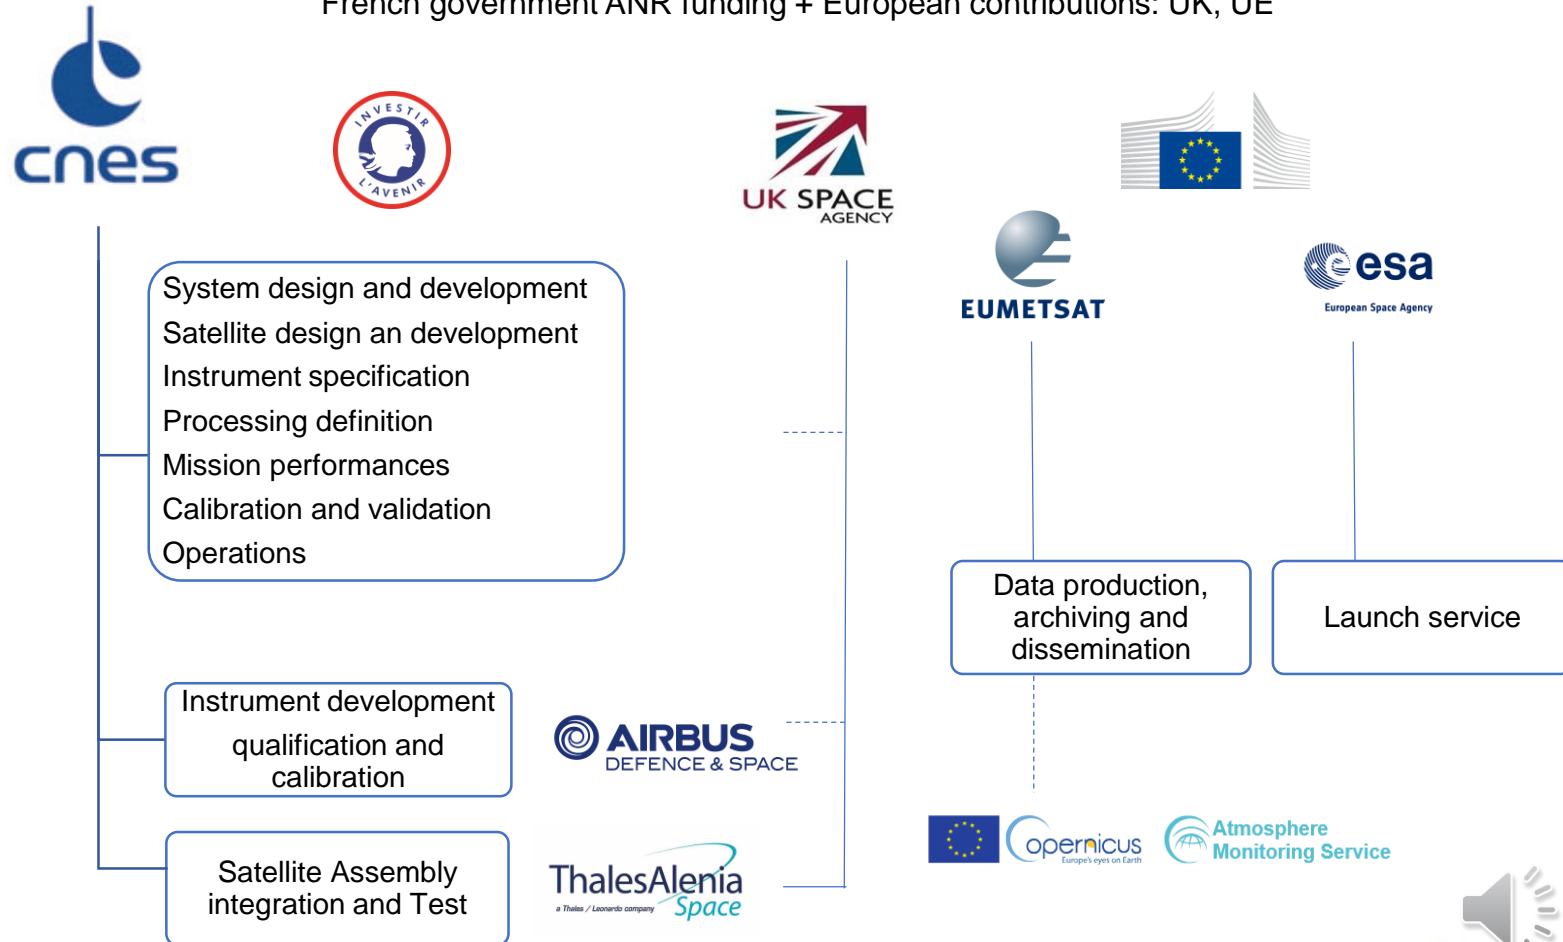 French government ANR funding + European contributions: UK, UE
cnes
INVESTIR
L'AVENIR
UK SPACE
AGENCY
EUMETSAT
esa
European Space Agency
System design and development
Satellite design an development
Instrument specification
Processing definition
Mission performances
Calibration and validation
Operations
Data production,
archiving and
dissemination
Launch service
Instrument development
qualification and
calibration
AIRBUS
DEFENCE & SPACE
Satellite Assembly
integration and Test
ThalesAlenia
a Thales / Leonardo company
Space
opernicus
Europe's eyes on Earth
Atmosphere
Monitoring Service